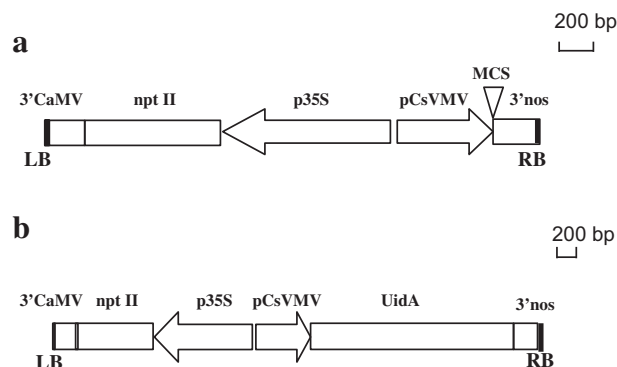 a
200 bp
MCS
3'CaMV npt II p35S pCsVMV 3'nos
LB RB
b
200 bp
3'CaMV npt II p35S pCsVMV UidA 3'nos
LB RB